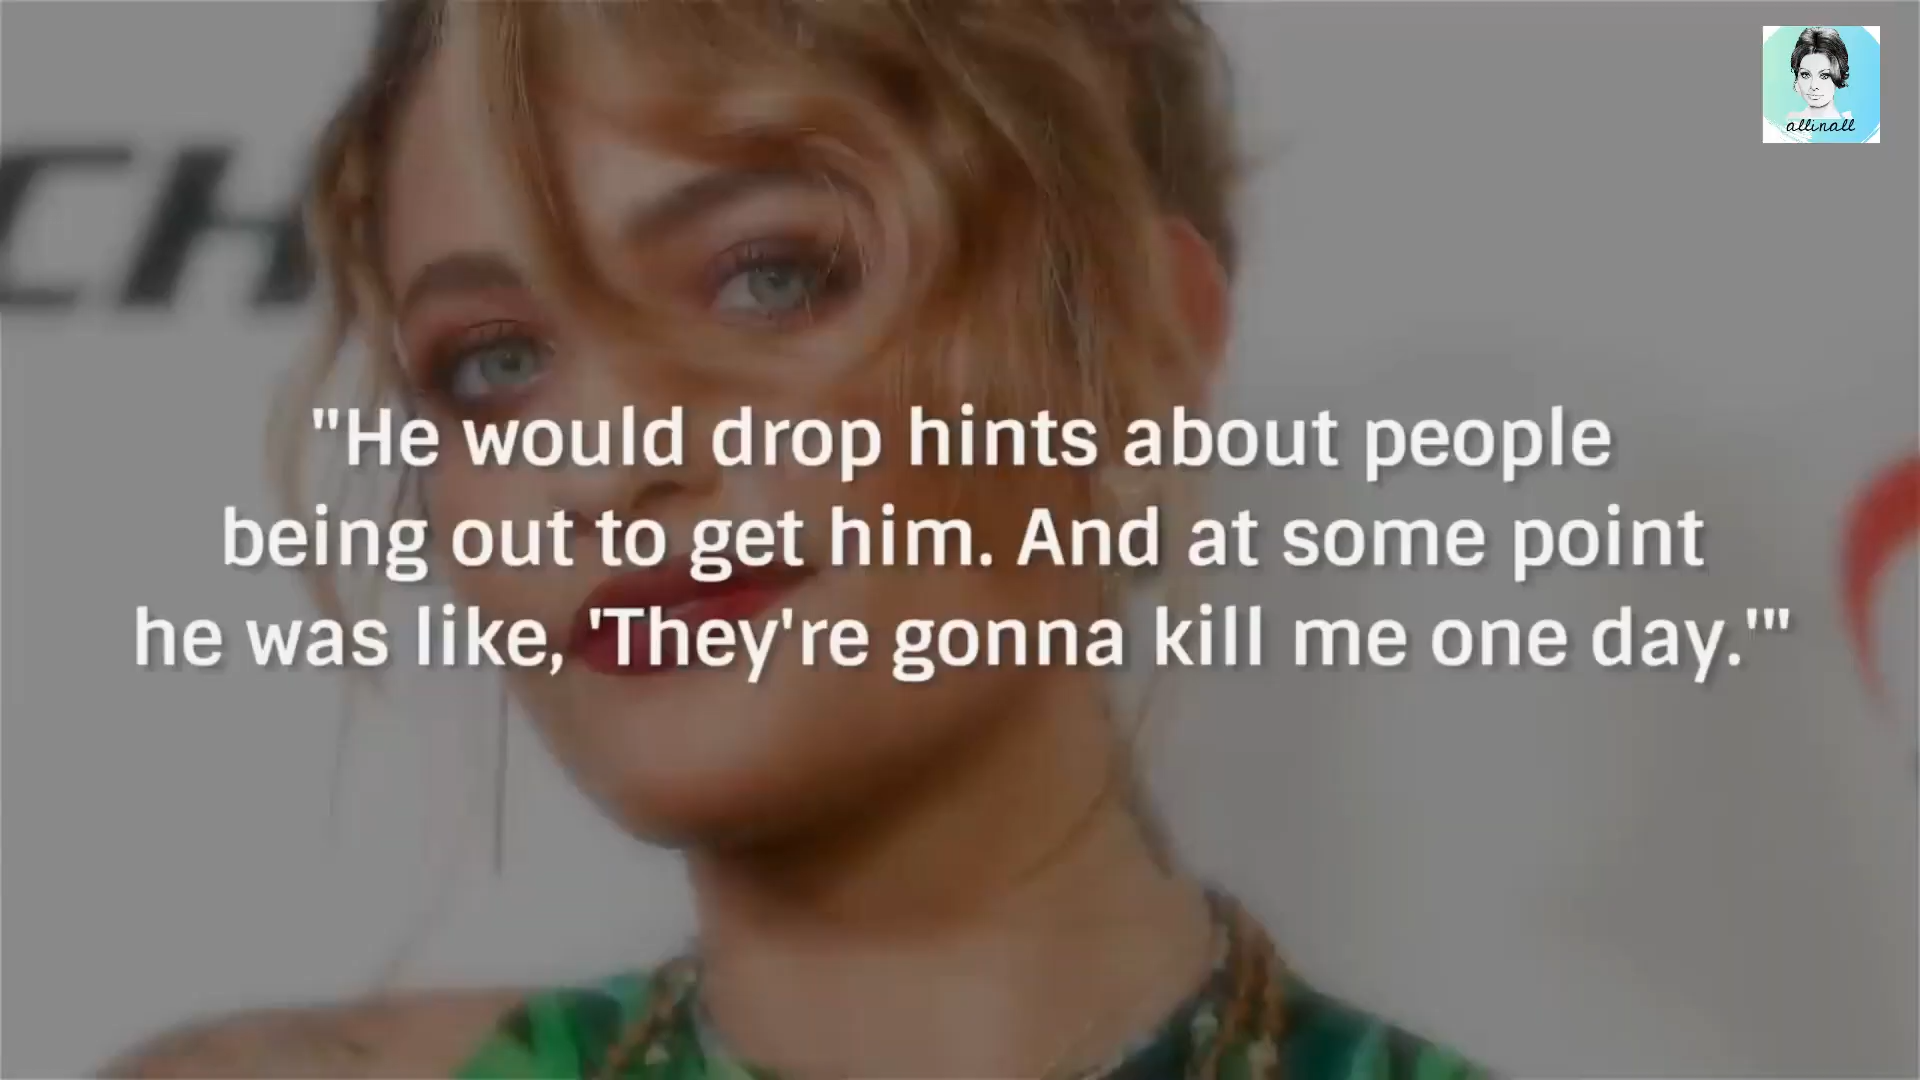 CH
allinall
"He would drop hints about people
being out to get him. And at some point
he was like, 'They're gonna kill me one day.'"